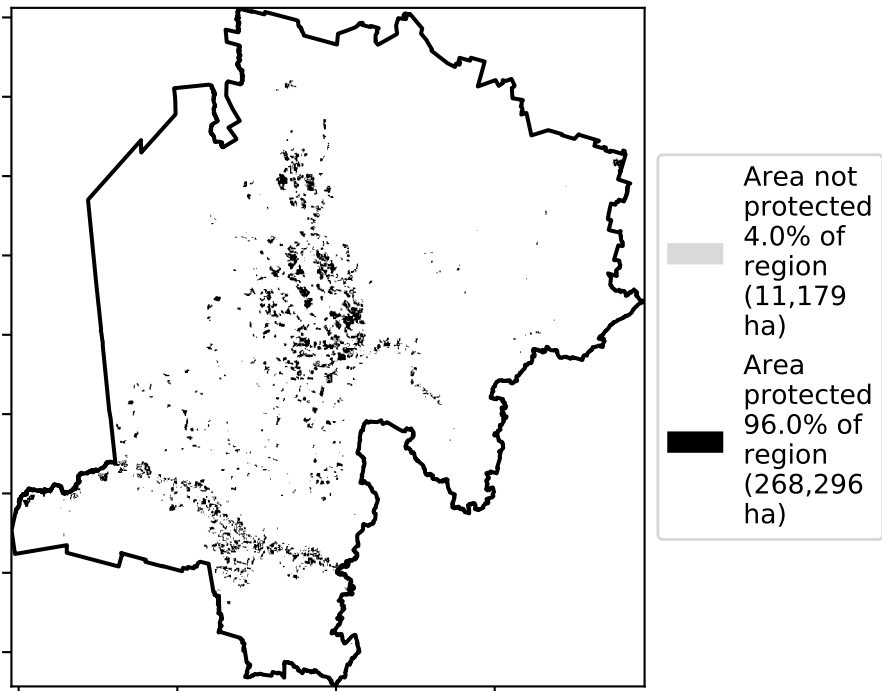 Area not
protected
4.0% of
region
(11,179
ha)
Area
protected
96.0% of
region
(268,296
ha)